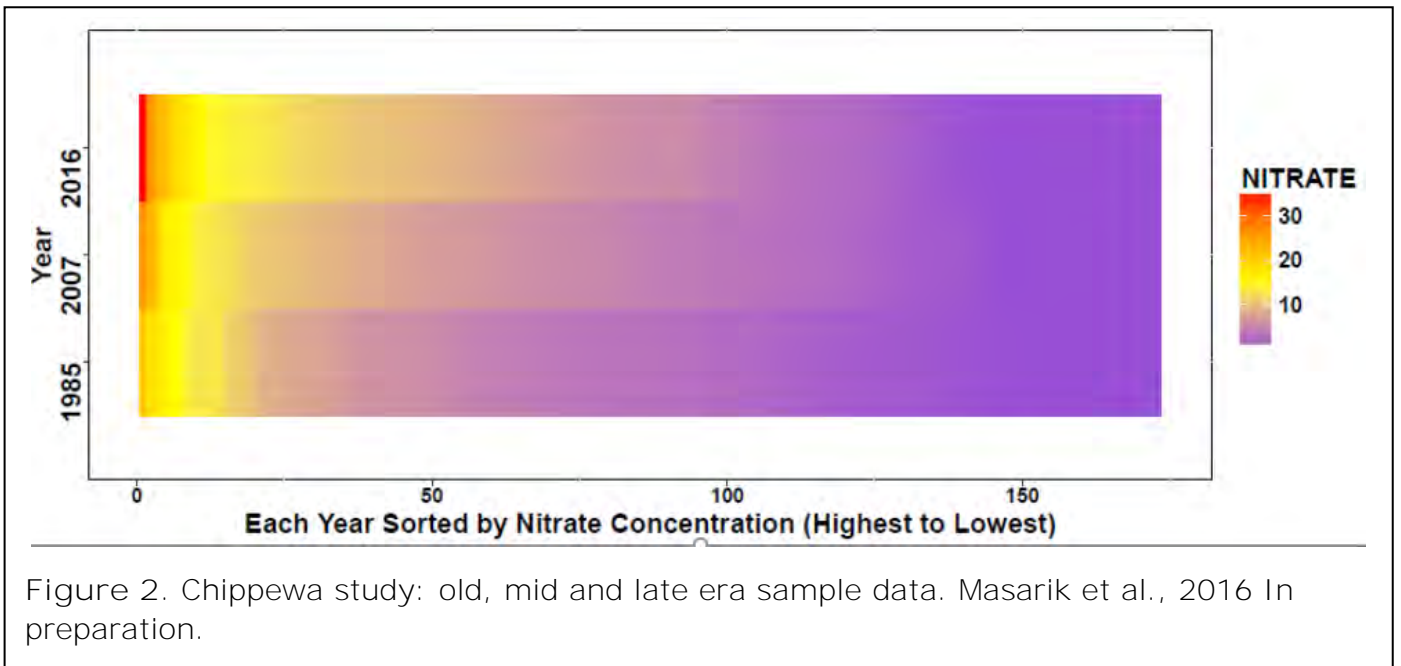 2016
2007
1985
Year
0 50 100 150
Each Year Sorted by Nitrate Concentration (Highest to Lowest)
NITRATE
30
20
10
Figure 2. Chippewa study: old, mid and late era sample data. Masarik et al., 2016 In
preparation.